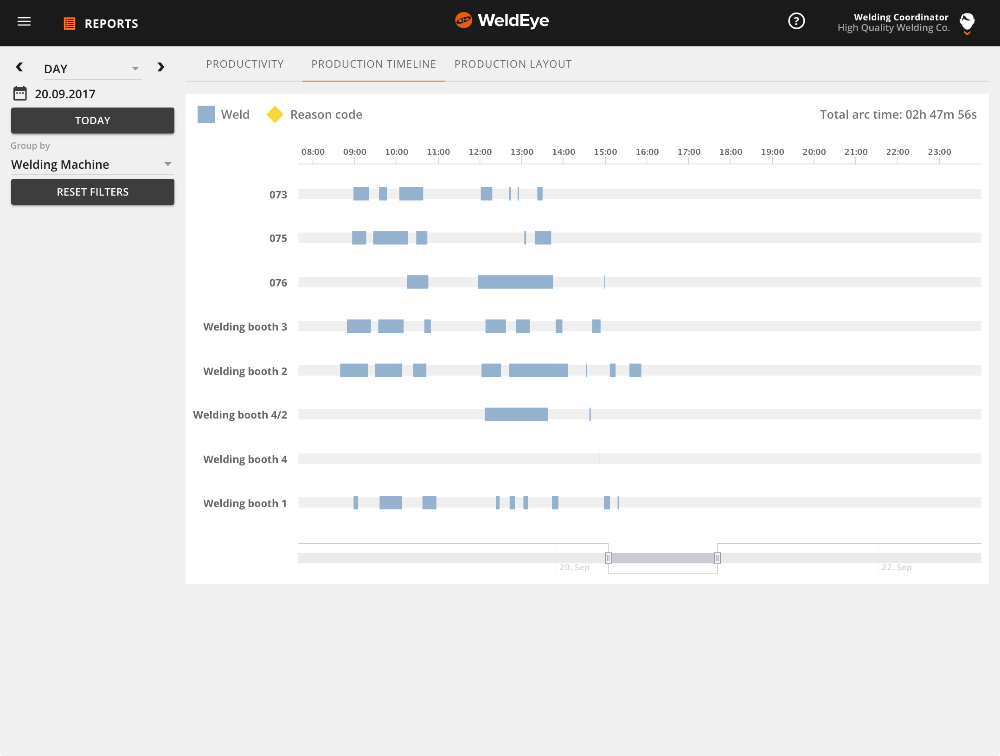 REPORTS
WeldEye
?
Welding Coordinator
High Quality Welding Co.
DAY
20.09.2017
TODAY
Group by
Welding Machine
RESET FILTERS
PRODUCTIVITY PRODUCTION TIMELINE PRODUCTION LAYOUT
Weld Reason code Total arc time: 02h 47m 56s
08:00 09:00 10:00 11:00 12:00 13:00 14:00 15:00 16:00 17:00 18:00 19:00 20:00 21:00 22:00 23:00
073
075
076
Welding booth 3
Welding booth 2
Welding booth 4/2
Welding booth 4
Welding booth 1
20. Sep 22. Sep